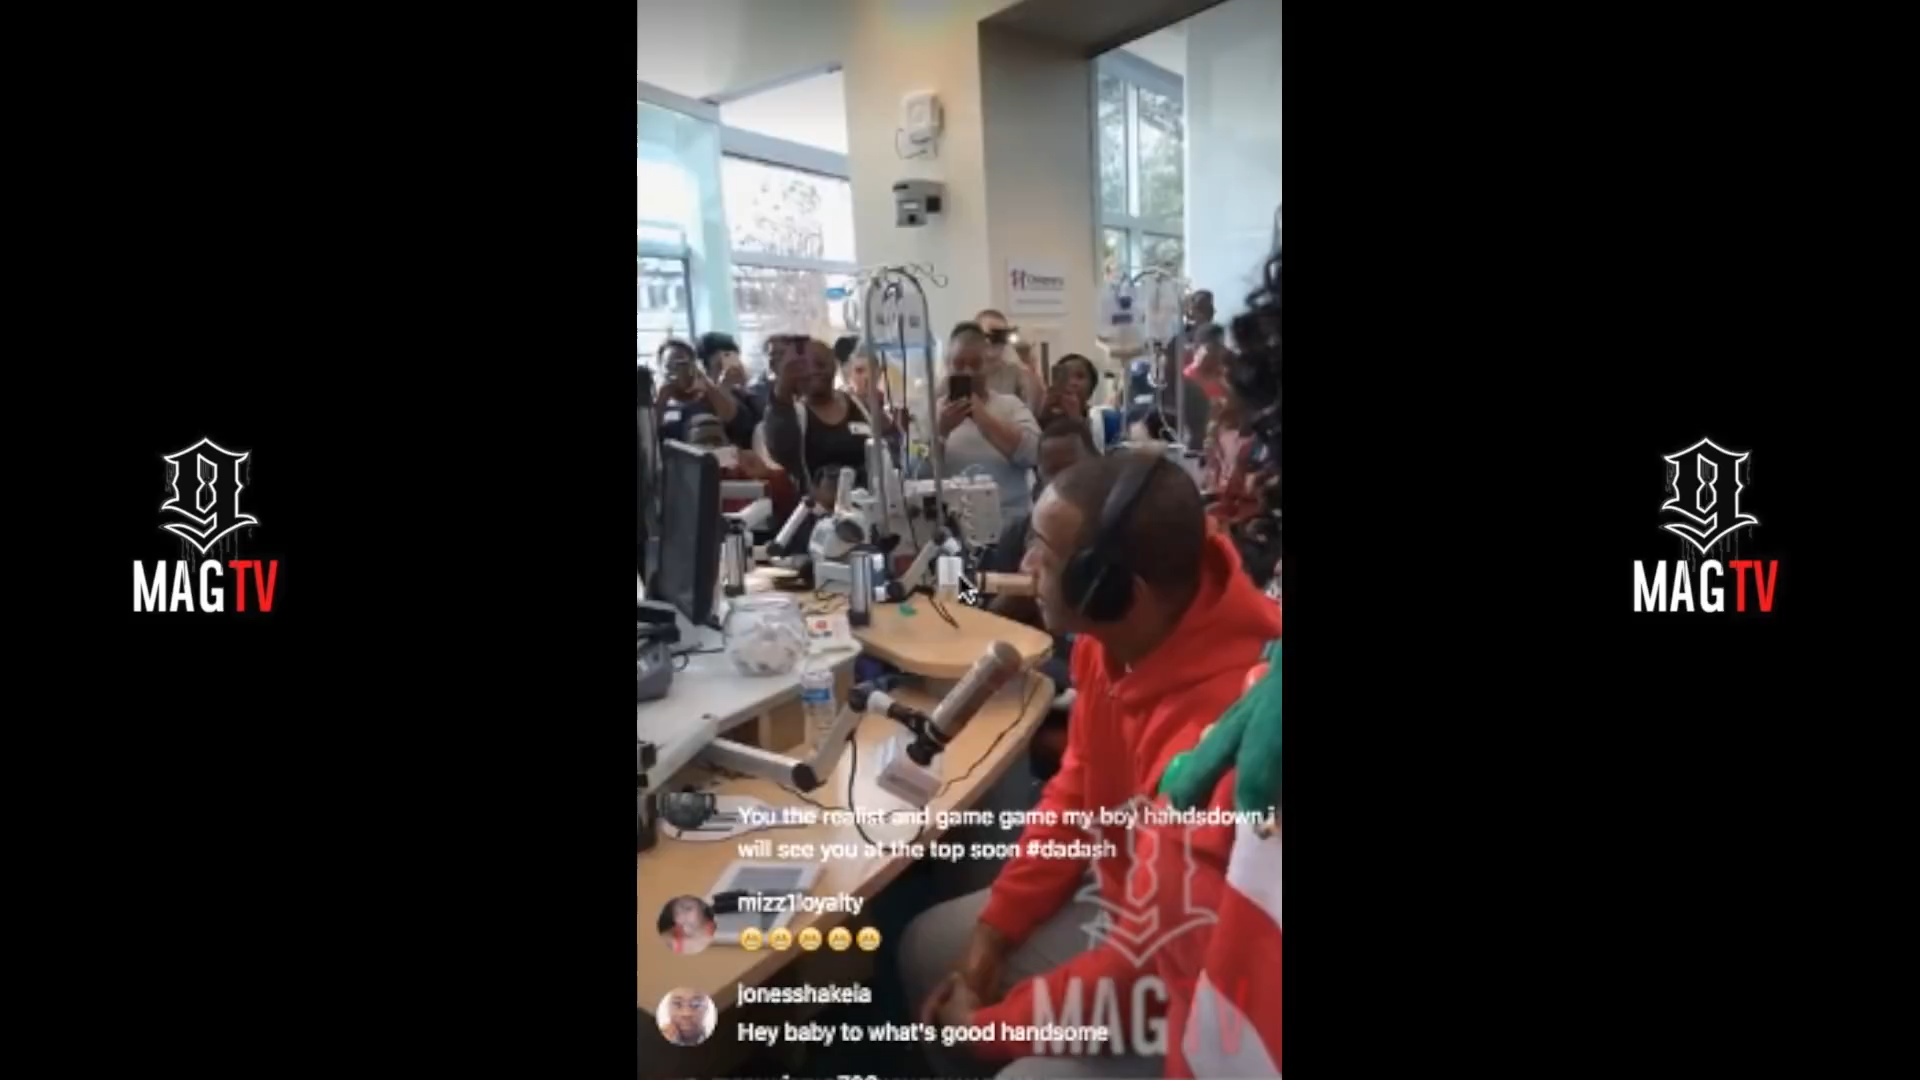 You the realist and game game my boy handsdown i
will see you at the top soon #dadash
mizz1loyalty
😂😂😂😂😂
jonesshakeia
Hey baby to what's good handsome
MAGTV
MAGTV
MAGTV